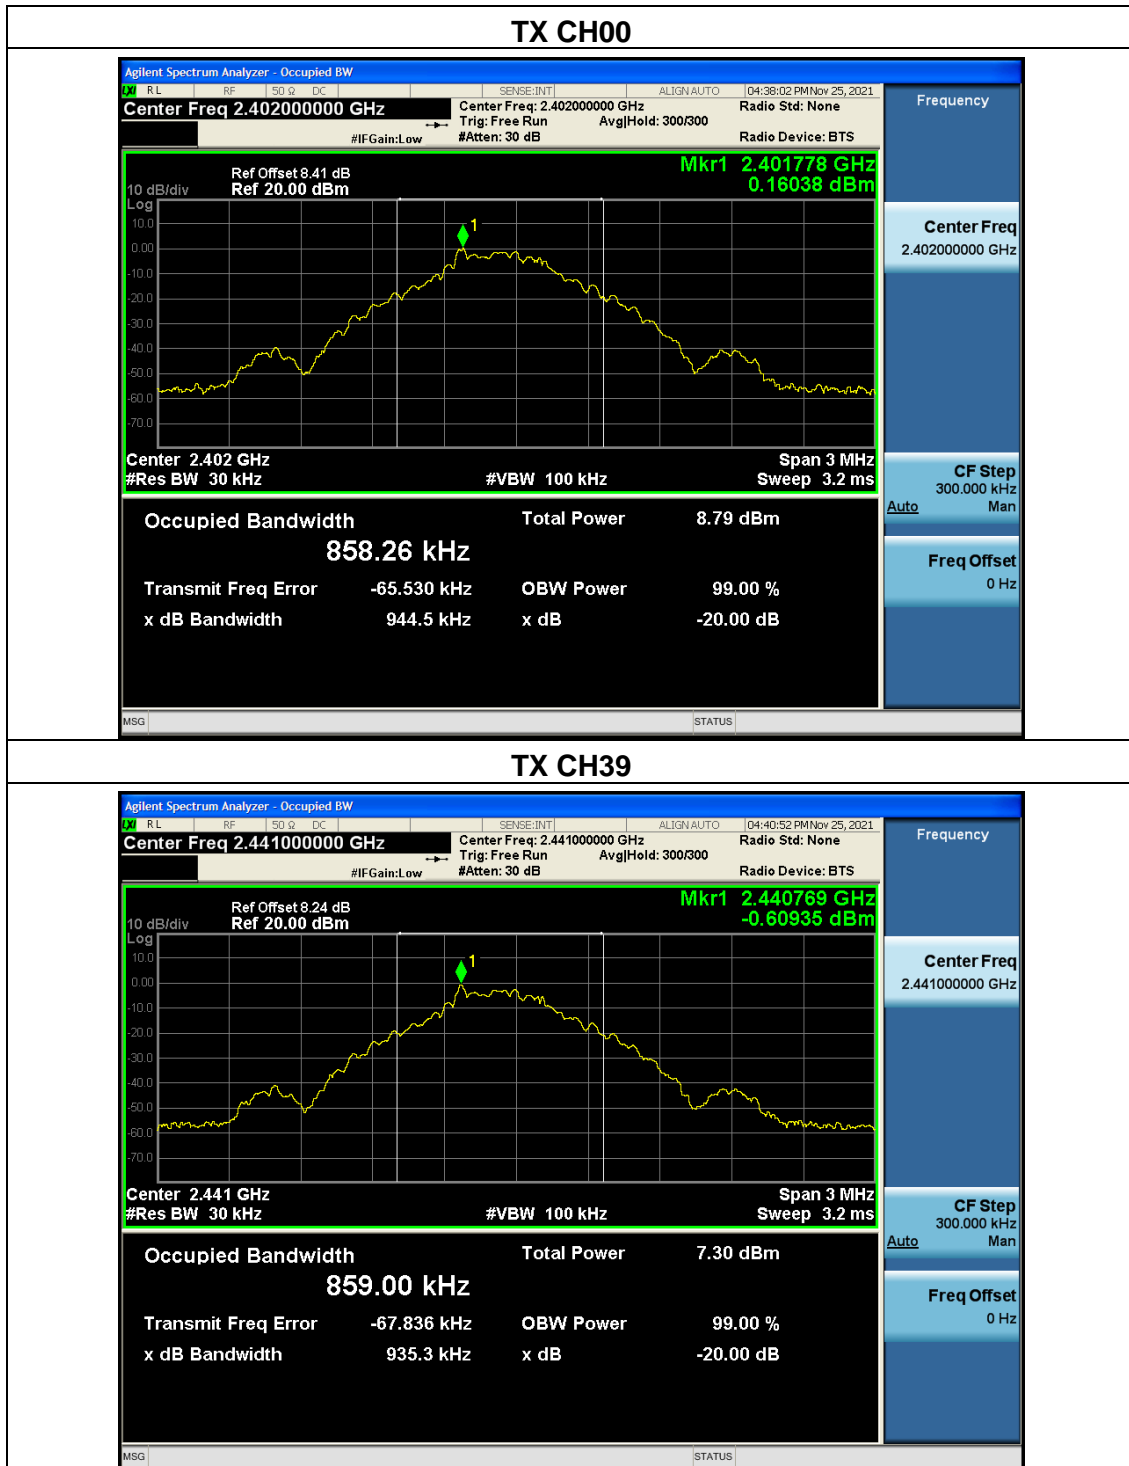 TX CH00
Agilent Spectrum Analyzer - Occupied BW
LXI RL RF 50 Ω DC SENSE:INT ALIGN AUTO 04:38:02 PM Nov 25, 2021
Center Freq 2.402000000 GHz
Center Freq: 2.402000000 GHz
Radio Std: None
Trig: Free Run Avg|Hold: 300/300
#IFGain:Low #Atten: 30 dB Radio Device: BTS
Frequency
Mkr1 2.401778 GHz
0.16038 dBm
Ref Offset 8.41 dB
10 dB/div Ref 20.00 dBm
Log
10.0
0.00
-10.0
-20.0
-30.0
-40.0
-50.0
-60.0
-70.0
1
Center 2.402 GHz Span 3 MHz
#Res BW 30 kHz #VBW 100 kHz Sweep 3.2 ms
Center Freq
2.402000000 GHz
CF Step
300.000 kHz
Auto Man
Freq Offset
0 Hz
Occupied Bandwidth Total Power 8.79 dBm
858.26 kHz
Transmit Freq Error -65.530 kHz OBW Power 99.00 %
x dB Bandwidth 944.5 kHz x dB -20.00 dB
MSG STATUS
TX CH39
Agilent Spectrum Analyzer - Occupied BW
LXI RL RF 50 Ω DC SENSE:INT ALIGN AUTO 04:40:52 PM Nov 25, 2021
Center Freq 2.441000000 GHz
Center Freq: 2.441000000 GHz
Radio Std: None
Trig: Free Run Avg|Hold: 300/300
#IFGain:Low #Atten: 30 dB Radio Device: BTS
Frequency
Mkr1 2.440769 GHz
-0.60935 dBm
Ref Offset 8.24 dB
10 dB/div Ref 20.00 dBm
Log
10.0
0.00
-10.0
-20.0
-30.0
-40.0
-50.0
-60.0
-70.0
1
Center 2.441 GHz Span 3 MHz
#Res BW 30 kHz #VBW 100 kHz Sweep 3.2 ms
Center Freq
2.441000000 GHz
CF Step
300.000 kHz
Auto Man
Freq Offset
0 Hz
Occupied Bandwidth Total Power 7.30 dBm
859.00 kHz
Transmit Freq Error -67.836 kHz OBW Power 99.00 %
x dB Bandwidth 935.3 kHz x dB -20.00 dB
MSG STATUS